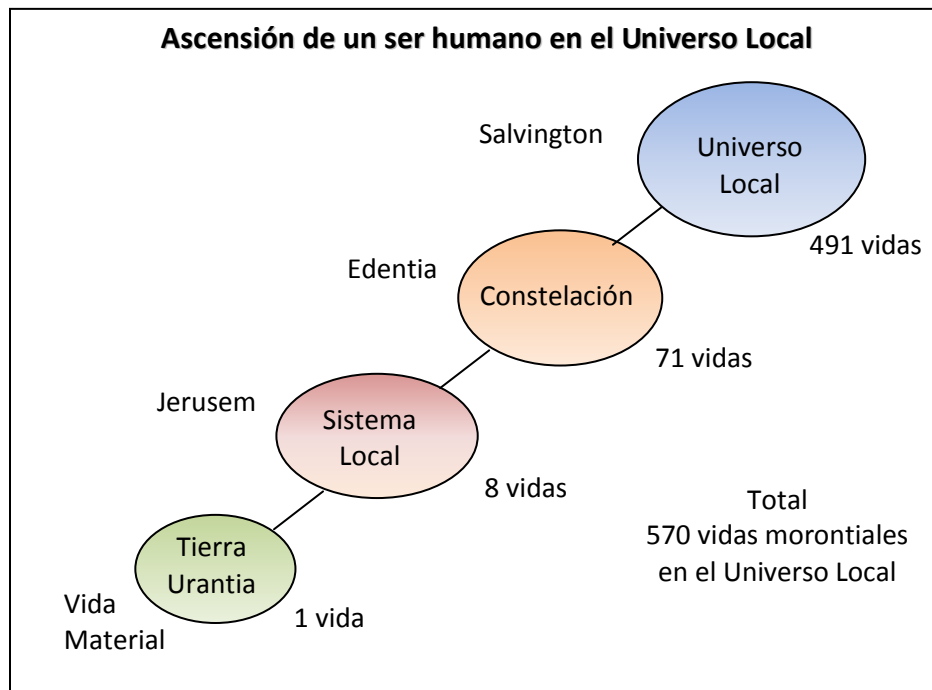 Ascensión de un ser humano en el Universo Local
Salvington
Universo
Local
491 vidas
Edentia
Constelación
71 vidas
Jerusem
Sistema
Local
8 vidas
Total
570 vidas morontiales
en el Universo Local
Tierra
Urantia
Vida
Material
1 vida